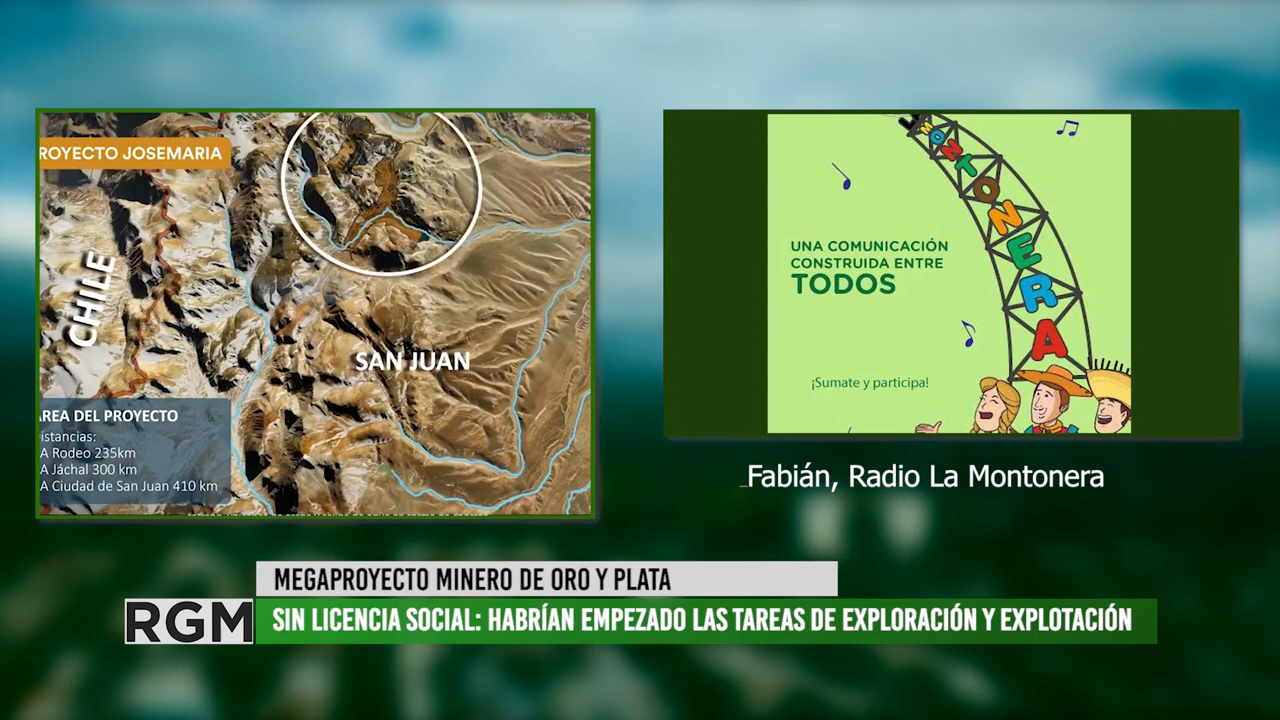 ROYECTO JOSEMARIA
CHILE
SAN JUAN
AREA DEL PROYECTO
istancias:
A Rodeo 235km
A Jáchal 300 km
A Ciudad de San Juan 410 km
MONTONERA
UNA COMUNICACIÓN
CONSTRUIDA ENTRE
TODOS
¡Sumate y participa!
_Fabián, Radio La Montonera
MEGAPROYECTO MINERO DE ORO Y PLATA
RGM
SIN LICENCIA SOCIAL: HABRÍAN EMPEZADO LAS TAREAS DE EXPLORACIÓN Y EXPLOTACIÓN